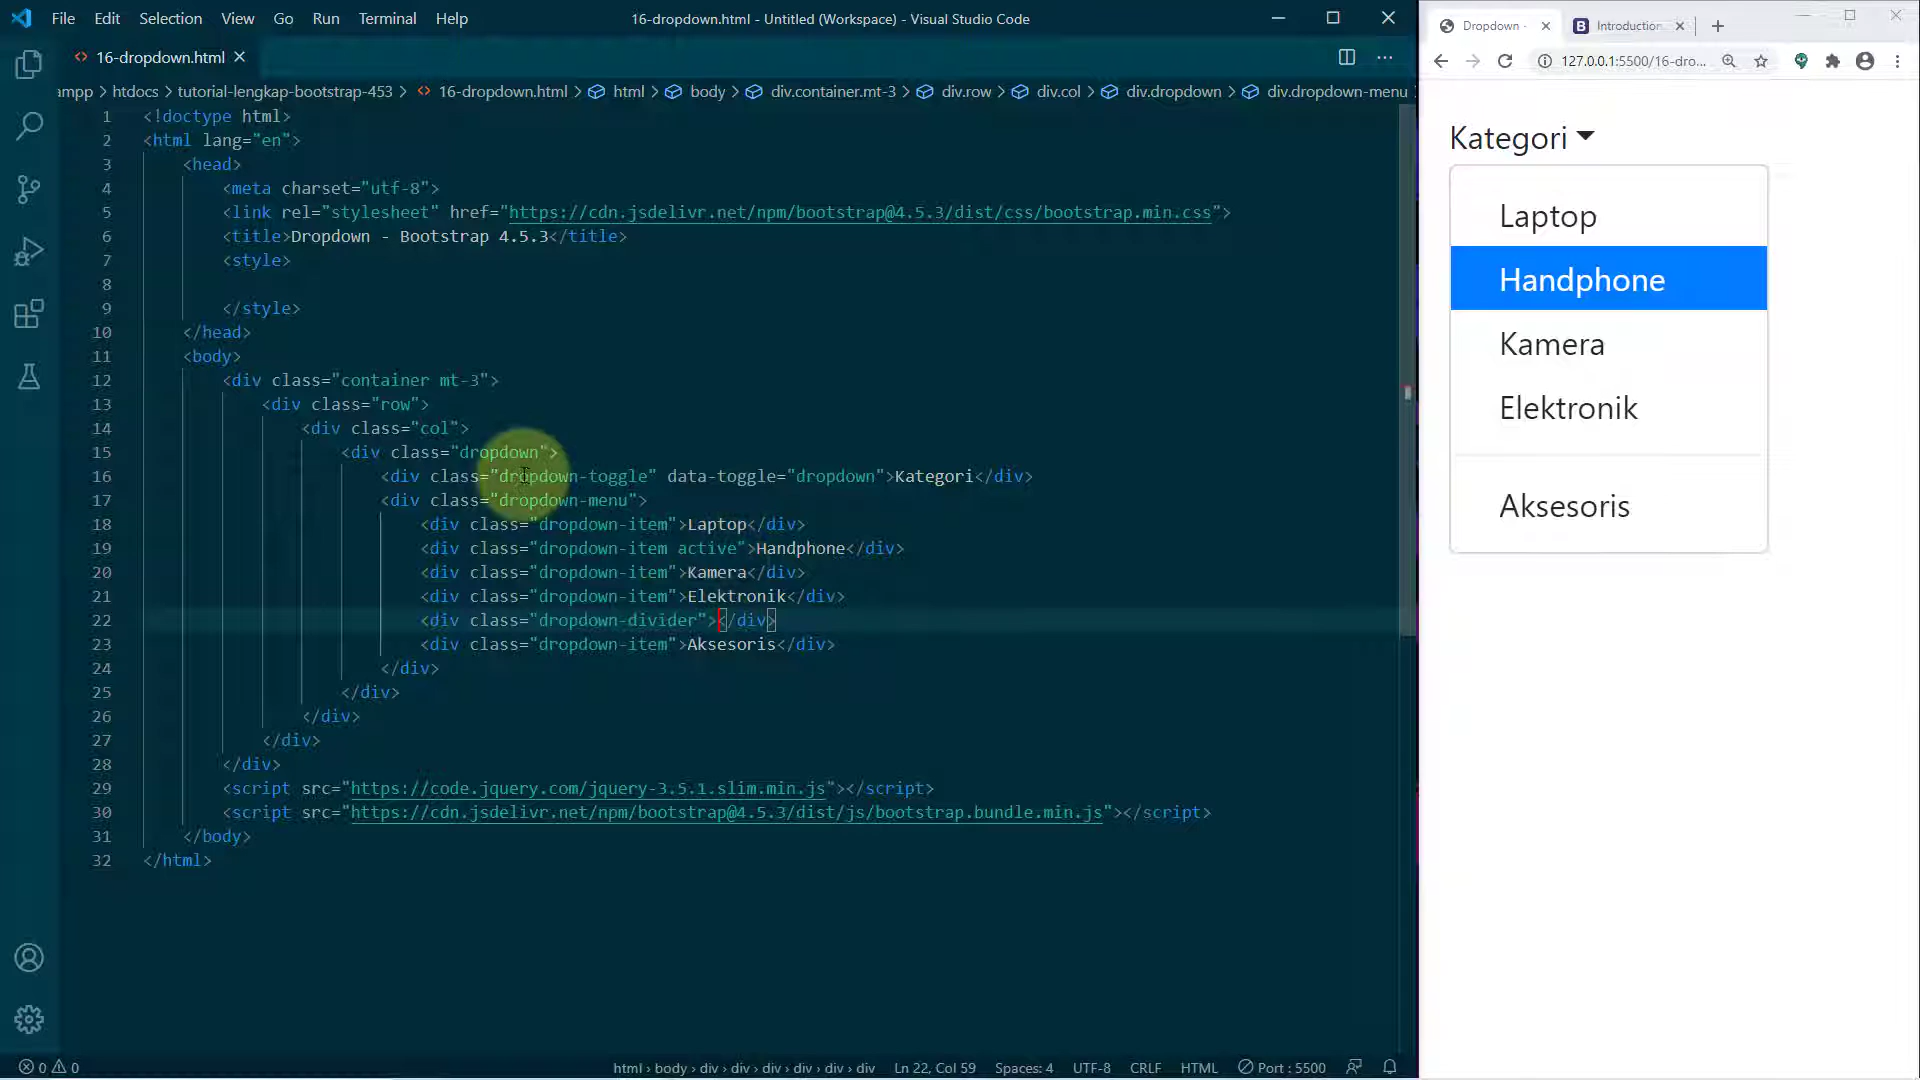 File Edit Selection View Go Run Terminal Help 16-dropdown.html - Untitled (Workspace) - Visual Studio Code
16-dropdown.html
ampp > htdocs > tutorial-lengkap-bootstrap-453 > 16-dropdown.html > html > body > div.container.mt-3 > div.row > div.col > div.dropdown > div.dropdown-menu
1 <!doctype html>
2 <html lang="en">
3 <head>
4 <meta charset="utf-8">
5 <link rel="stylesheet" href="https://cdn.jsdelivr.net/npm/bootstrap@4.5.3/dist/css/bootstrap.min.css">
6 <title>Dropdown - Bootstrap 4.5.3</title>
7 <style>
8
9 </style>
10 </head>
11 <body>
12 <div class="container mt-3">
13 <div class="row">
14 <div class="col">
15 <div class="dropdown">
16 <div class="dropdown-toggle" data-toggle="dropdown">Kategori</div>
17 <div class="dropdown-menu">
18 <div class="dropdown-item">Laptop</div>
19 <div class="dropdown-item active">Handphone</div>
20 <div class="dropdown-item">Kamera</div>
21 <div class="dropdown-item">Elektronik</div>
22 <div class="dropdown-divider"></div>
23 <div class="dropdown-item">Aksesoris</div>
24 </div>
25 </div>
26 </div>
27 </div>
28 </div>
29 <script src="https://code.jquery.com/jquery-3.5.1.slim.min.js"></script>
30 <script src="https://cdn.jsdelivr.net/npm/bootstrap@4.5.3/dist/js/bootstrap.bundle.min.js"></script>
31 </body>
32 </html>
0 0 html > body > div > div > div > div > div > div Ln 22, Col 59 Spaces: 4 UTF-8 CRLF HTML Port : 5500
Dropdown - Introduction
127.0.0.1:5500/16-dro...
Kategori
Laptop
Handphone
Kamera
Elektronik
Aksesoris